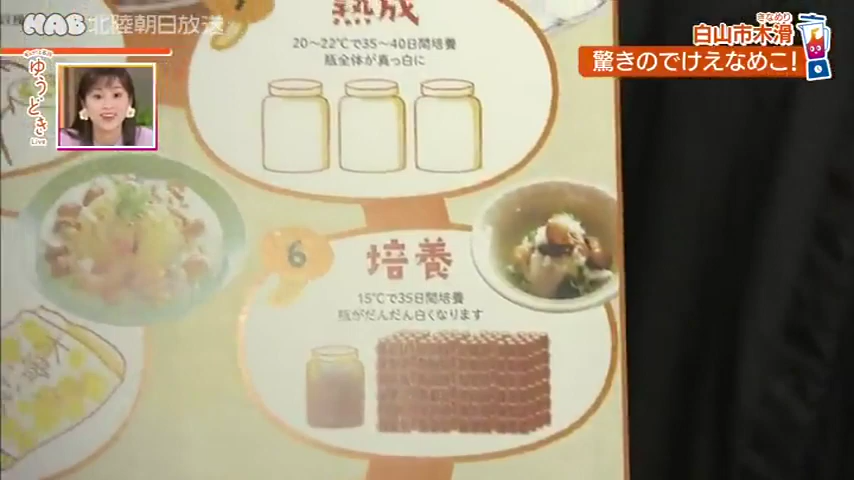 HAB北陸朝日放送
ゆうどき
Live
白山市木滑
きなめり
驚きのでけえなめこ!
熟成
20〜22℃で35〜40日間培養
瓶全体が真っ白に
6
培養
15℃で35日間培養
瓶がだんだん白くなります